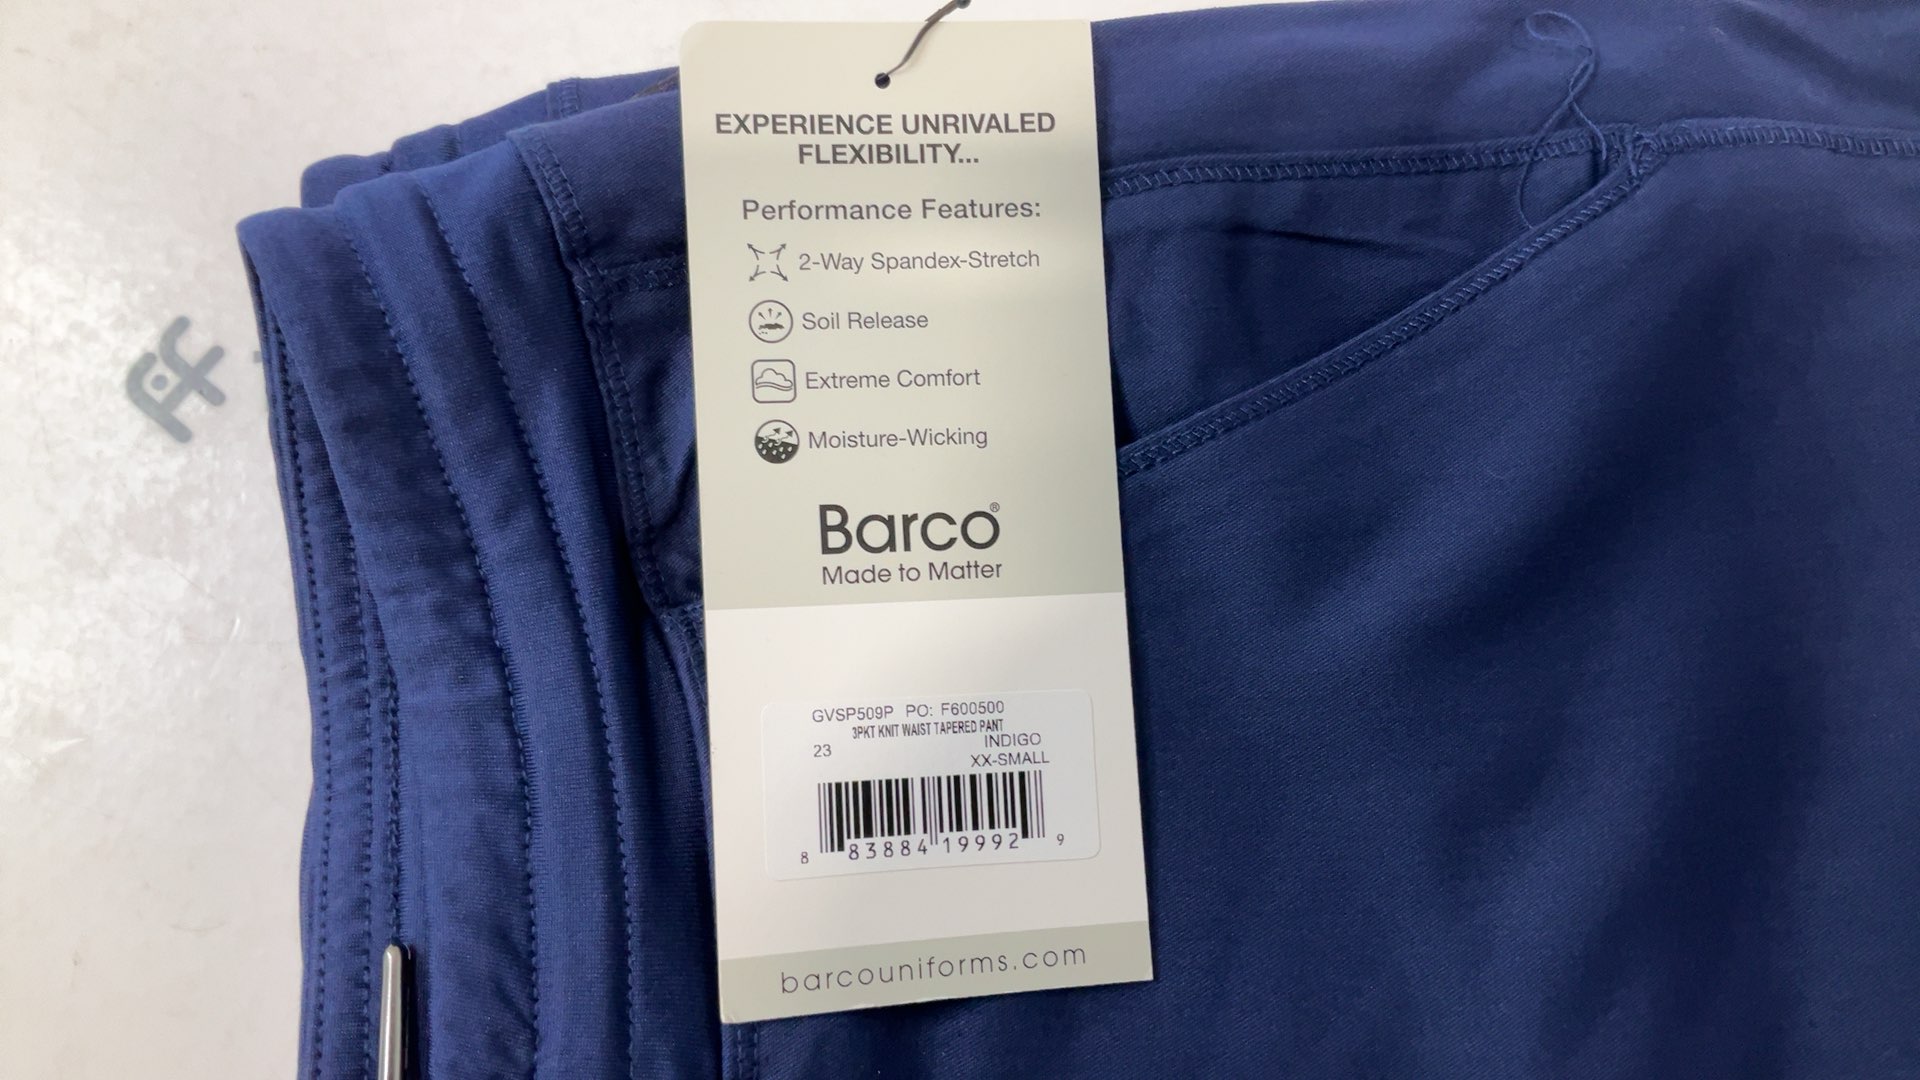 EXPERIENCE UNRIVALED
FLEXIBILITY...
Performance Features:
2-Way Spandex-Stretch
Soil Release
Extreme Comfort
Moisture-Wicking
Barco®
Made to Matter
GVSP509P PO: F600500
3PKT KNIT WAIST TAPERED PANT
23 INDIGO
XX-SMALL
8 83884 19992 9
barcouniforms.com